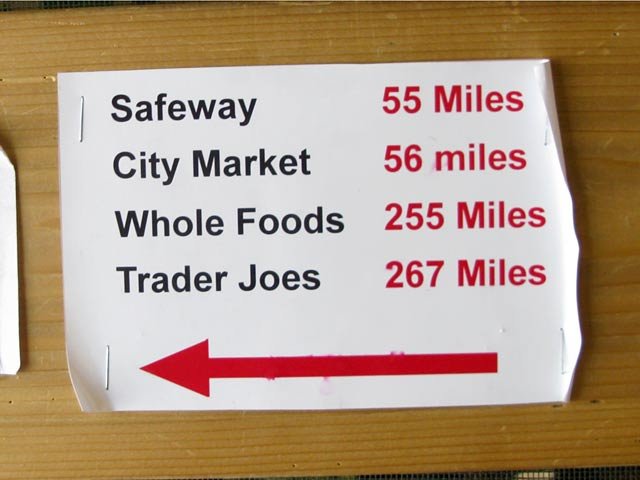 Safeway 55 Miles
City Market 56 miles
Whole Foods 255 Miles
Trader Joes 267 Miles